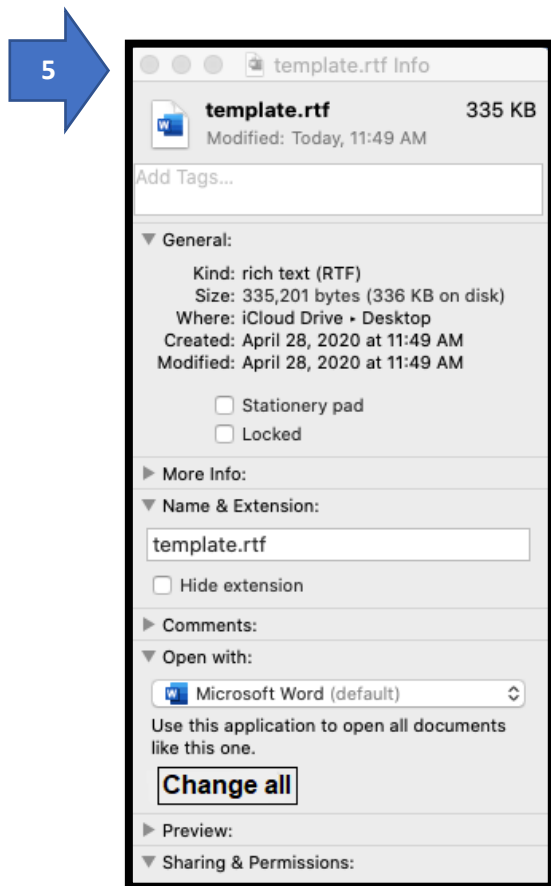 5
template.rtf Info
template.rtf 335 KB
Modified: Today, 11:49 AM
Add Tags...
General:
Kind: rich text (RTF)
Size: 335,201 bytes (336 KB on disk)
Where: iCloud Drive ▸ Desktop
Created: April 28, 2020 at 11:49 AM
Modified: April 28, 2020 at 11:49 AM
Stationery pad
Locked
More Info:
Name & Extension:
template.rtf
Hide extension
Comments:
Open with:
Microsoft Word (default)
Use this application to open all documents
like this one.
Change all
Preview:
Sharing & Permissions: